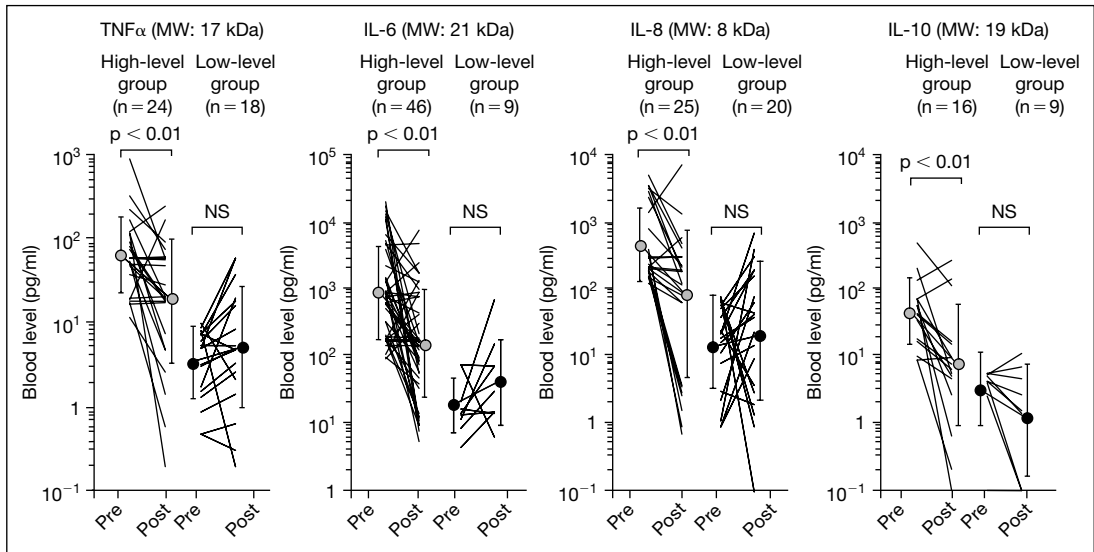 TNFα (MW: 17 kDa)
High-level group (n = 24)
Low-level group (n = 18)
p < 0.01
NS
Blood level (pg/ml)
10³
10²
10¹
1
10⁻¹
Pre
Post
Pre
Post
IL-6 (MW: 21 kDa)
High-level group (n = 46)
Low-level group (n = 9)
p < 0.01
NS
Blood level (pg/ml)
10⁵
10⁴
10³
10²
10¹
1
Pre
Post
Pre
Post
IL-8 (MW: 8 kDa)
High-level group (n = 25)
Low-level group (n = 20)
p < 0.01
NS
Blood level (pg/ml)
10⁴
10³
10²
10¹
1
10⁻¹
Pre
Post
Pre
Post
IL-10 (MW: 19 kDa)
High-level group (n = 16)
Low-level group (n = 9)
p < 0.01
NS
Blood level (pg/ml)
10⁴
10³
10²
10¹
1
10⁻¹
Pre
Post
Pre
Post